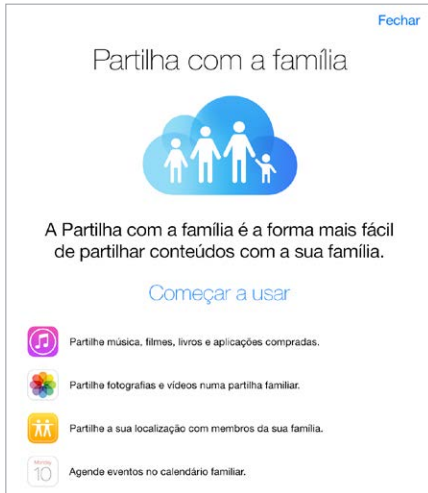 Fechar
Partilha com a família
A Partilha com a família é a forma mais fácil
de partilhar conteúdos com a sua família.
Começar a usar
Partilhe música, filmes, livros e aplicações compradas.
Partilhe fotografias e vídeos numa partilha familiar.
Partilhe a sua localização com membros da sua família.
Monday
10
Agende eventos no calendário familiar.